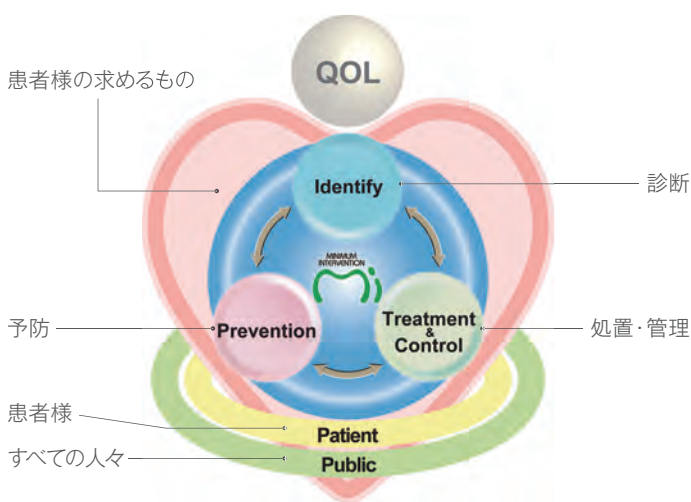 QOL
患者様の求めるもの
Identify
診断
MINIMUM
INTERVENTION
予防
Prevention
Treatment
&
Control
処置・管理
患者様
Patient
すべての人々
Public